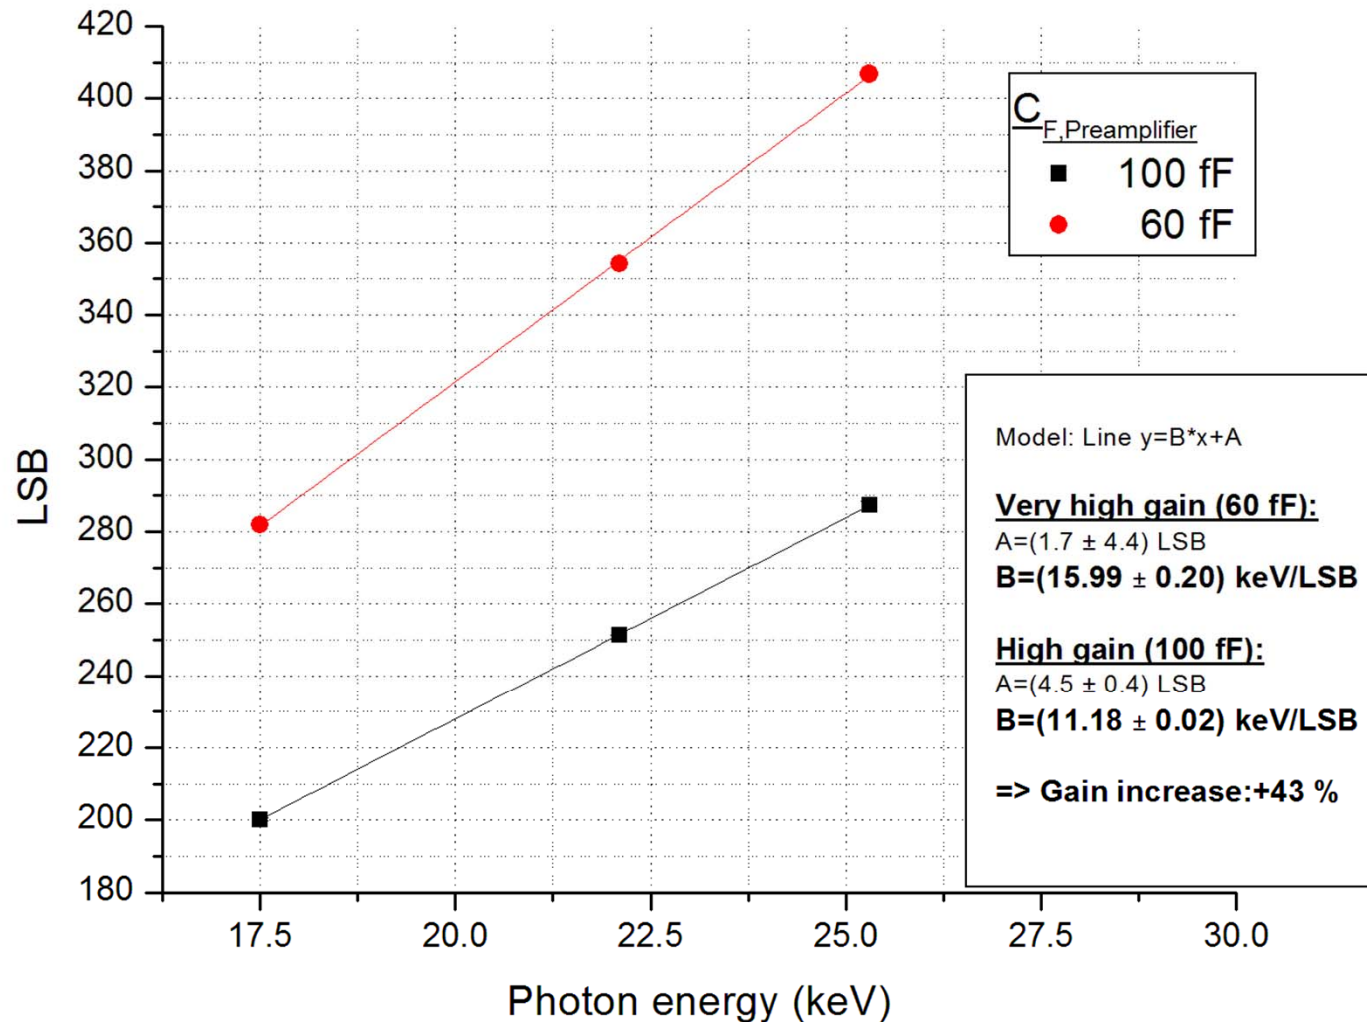 420
400
380
360
340
320
300
280
260
240
220
200
180
LSB
17.5 20.0 22.5 25.0 27.5 30.0
Photon energy (keV)
C F,Preamplifier
100 fF
60 fF
Model: Line y=B*x+A
Very high gain (60 fF):
A=(1.7 ± 4.4) LSB
B=(15.99 ± 0.20) keV/LSB
High gain (100 fF):
A=(4.5 ± 0.4) LSB
B=(11.18 ± 0.02) keV/LSB
=> Gain increase:+43 %